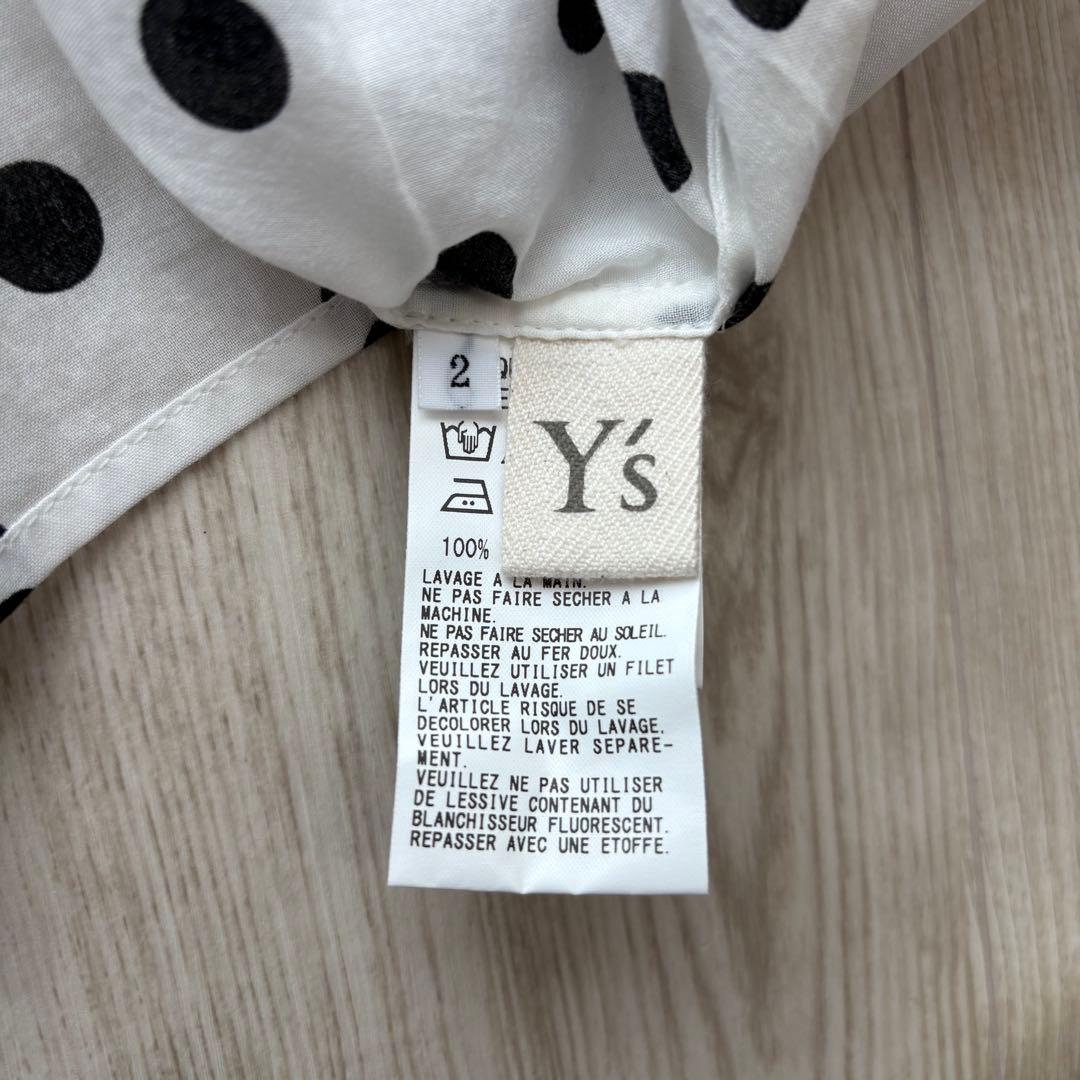 2
Y's
100%
LAVAGE A LA MAIN.
NE PAS FAIRE SECHER A LA
MACHINE.
NE PAS FAIRE SECHER AU SOLEIL.
REPASSER AU FER DOUX.
VEUILLEZ UTILISER UN FILET
LORS DU LAVAGE.
L'ARTICLE RISQUE DE SE
DECOLORER LORS DU LAVAGE.
VEUILLEZ LAVER SEPARE-
MENT.
VEUILLEZ NE PAS UTILISER
DE LESSIVE CONTENANT DU
BLANCHISSEUR FLUORESCENT.
REPASSER AVEC UNE ETOFFE.